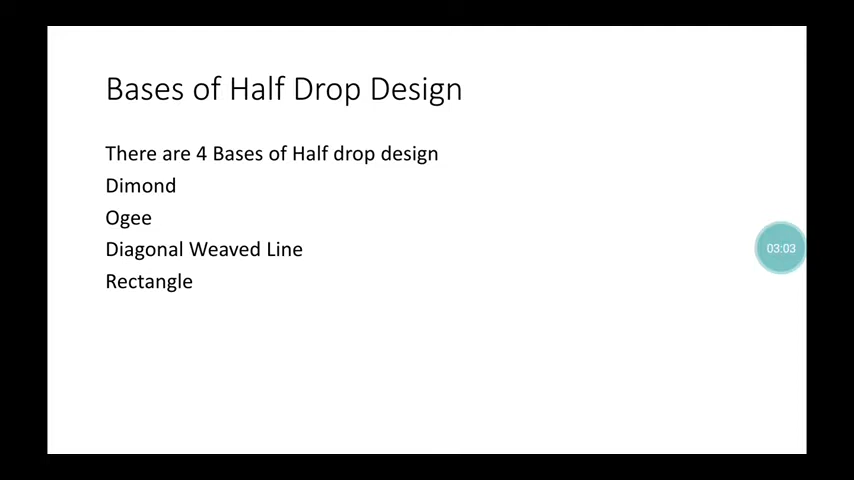 Bases of Half Drop Design
There are 4 Bases of Half drop design
Dimond
Ogee
Diagonal Weaved Line
Rectangle
03:03